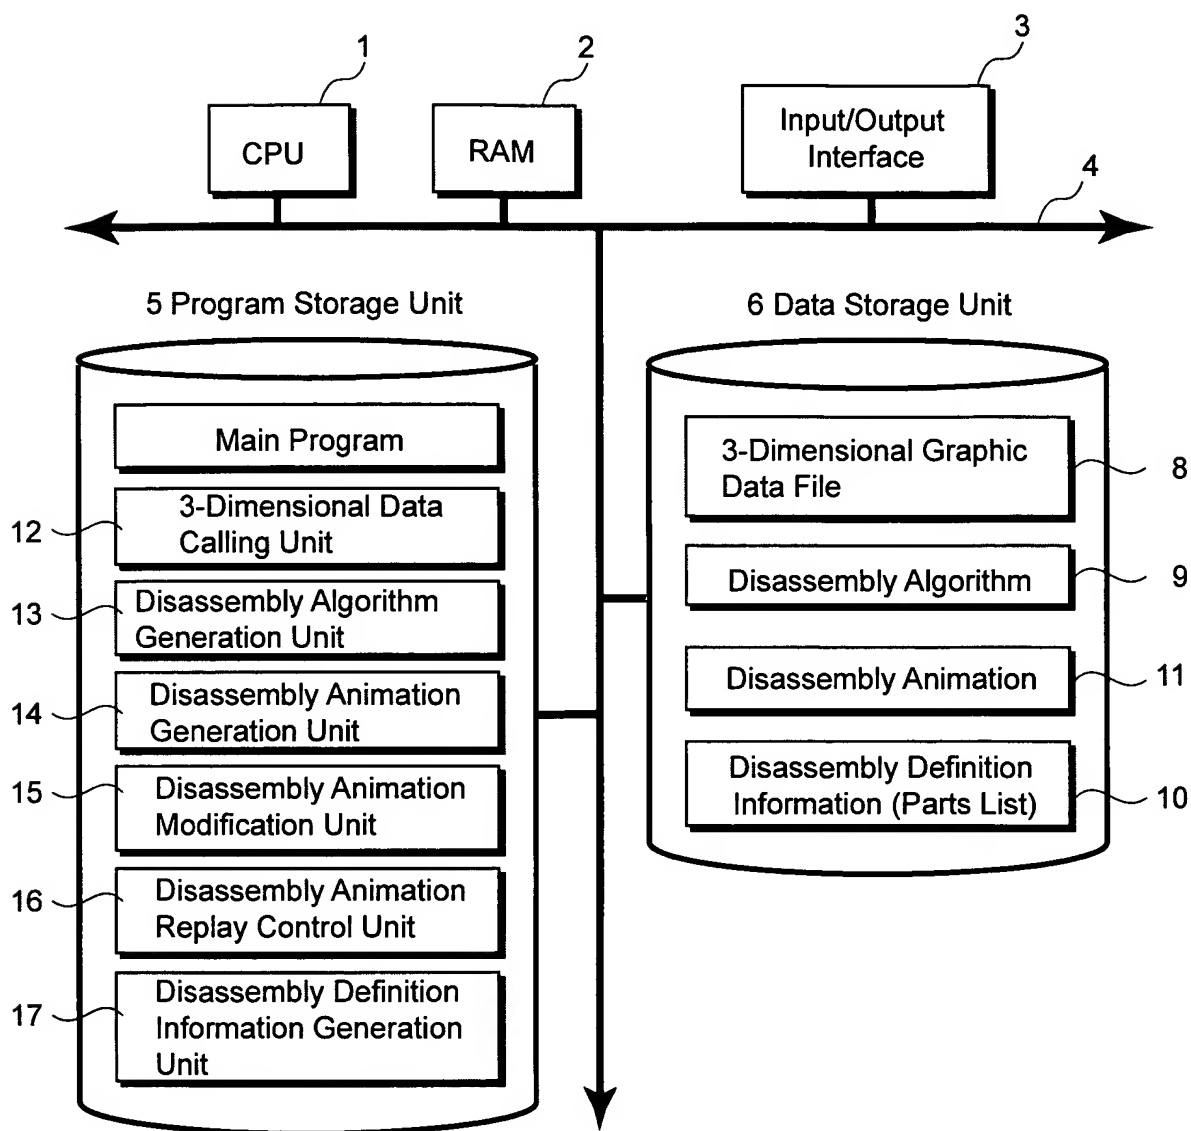 1
2
3
CPU
RAM
Input/Output
Interface
4
5 Program Storage Unit
6 Data Storage Unit
Main Program
12
3-Dimensional Data
Calling Unit
13
Disassembly Algorithm
Generation Unit
14
Disassembly Animation
Generation Unit
15
Disassembly Animation
Modification Unit
16
Disassembly Animation
Replay Control Unit
17
Disassembly Definition
Information Generation
Unit
3-Dimensional Graphic
Data File
8
Disassembly Algorithm
9
Disassembly Animation
11
Disassembly Definition
Information (Parts List)
10